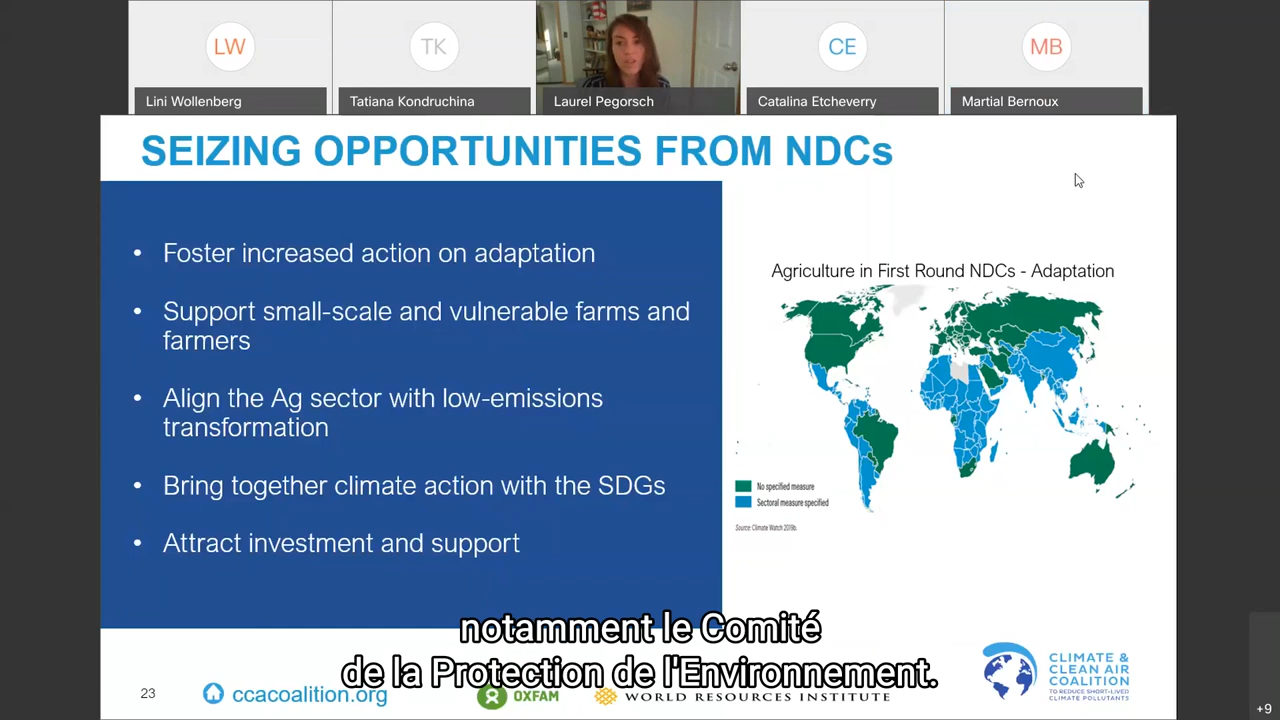 LW
TK
CE
MB
Lini Wollenberg
Tatiana Kondruchina
Laurel Pegorsch
Catalina Etcheverry
Martial Bernoux
SEIZING OPPORTUNITIES FROM NDCs
• Foster increased action on adaptation
• Support small-scale and vulnerable farms and
farmers
• Align the Ag sector with low-emissions
transformation
• Bring together climate action with the SDGs
• Attract investment and support
Agriculture in First Round NDCs - Adaptation
No specified measure
Sectoral measure specified
Source: Climate Watch 2019b.
notamment le Comité
de la Protection de l'Environnement.
23
ccacoalition.org
OXFAM
WORLD RESOURCES INSTITUTE
CLIMATE &
CLEAN AIR
COALITION
TO REDUCE SHORT-LIVED
CLIMATE POLLUTANTS
+9